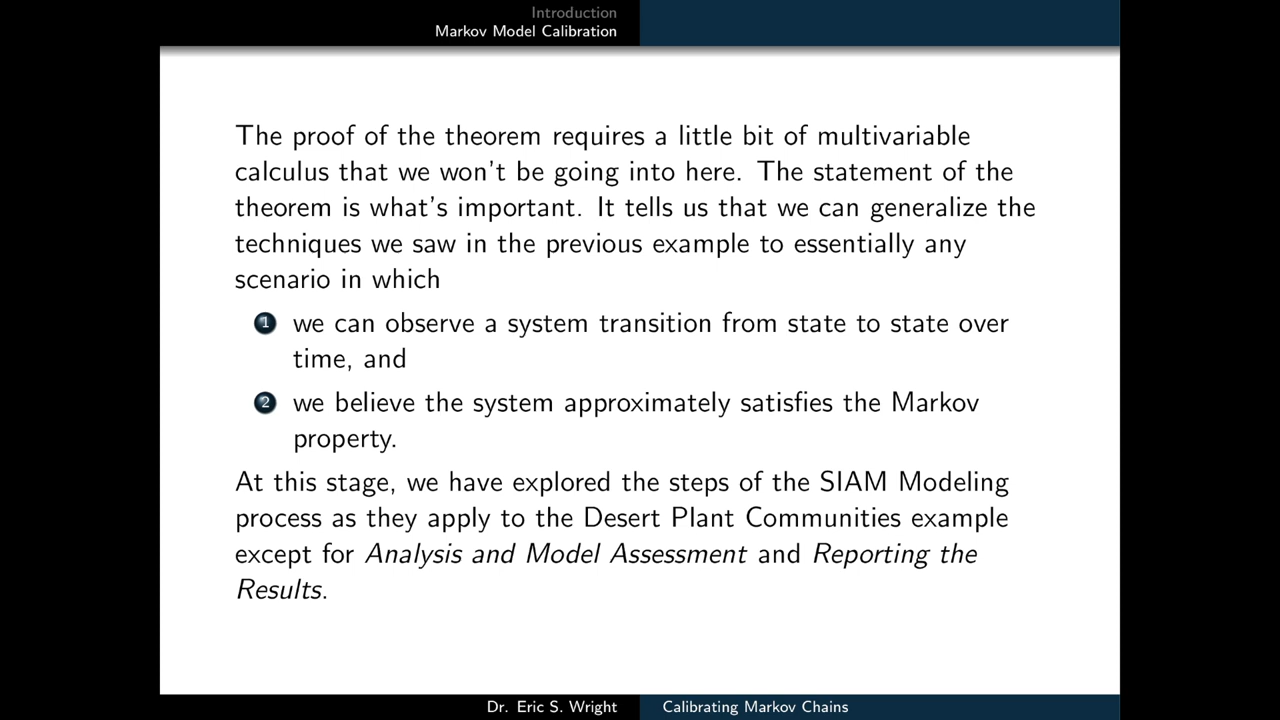 Introduction
Markov Model Calibration
The proof of the theorem requires a little bit of multivariable
calculus that we won't be going into here. The statement of the
theorem is what's important. It tells us that we can generalize the
techniques we saw in the previous example to essentially any
scenario in which
1 we can observe a system transition from state to state over
time, and
2 we believe the system approximately satisfies the Markov
property.
At this stage, we have explored the steps of the SIAM Modeling
process as they apply to the Desert Plant Communities example
except for Analysis and Model Assessment and Reporting the
Results.
Dr. Eric S. Wright
Calibrating Markov Chains